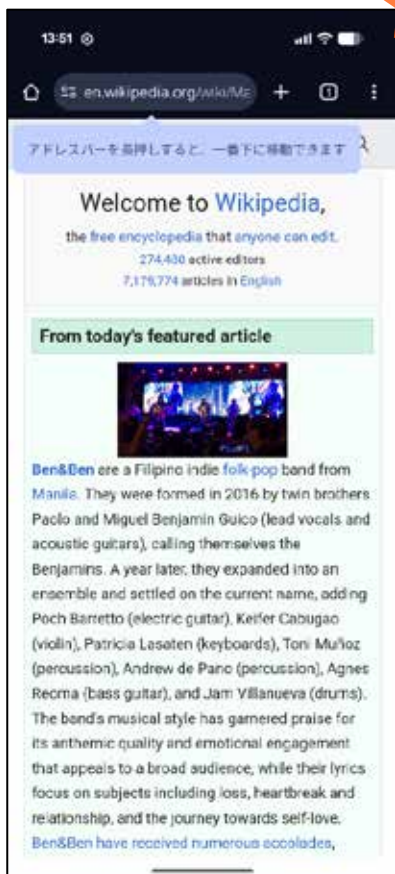 13:51
en.wikipedia.org/wiki/Ma
1
アドレスバーを長押しすると、一番下に移動できます
Welcome to Wikipedia,
the free encyclopedia that anyone can edit.
active editors
articles in English
From today's featured article
Ben&Ben are a Filipino indie folk-pop band from
Manila. They were formed in 2016 by twin brothers
Paolo and Miguel Benjamin Guico (lead vocals and
acoustic guitars), calling themselves the
Benjamins. A year later, they expanded into an
ensemble and settled on the current name, adding
Poch Barretto (electric guitar), Keifer Cabugao
(violin), Patricia Lasaten (keyboards), Toni Muñoz
(percussion), Andrew de Pano (percussion), Agnes
Reoma (bass guitar), and Jam Villanueva (drums).
The band's musical style has garnered praise for
its anthemic quality and emotional engagement
that appeals to a broad audience, while their lyrics
focus on subjects including loss, heartbreak and
relationship, and the journey towards self-love.
Ben&Ben have received numerous accolades,